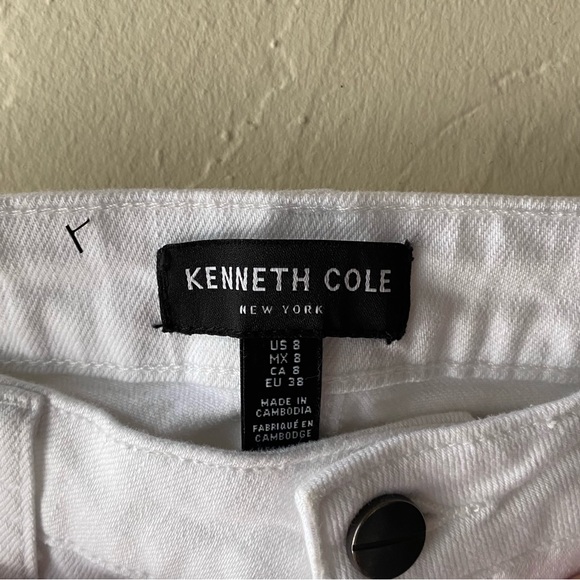 KENNETH COLE
NEW YORK
US 8
MX 8
CA 8
EU 38
MADE IN
CAMBODIA
FABRIQUÉ EN
CAMBODGE